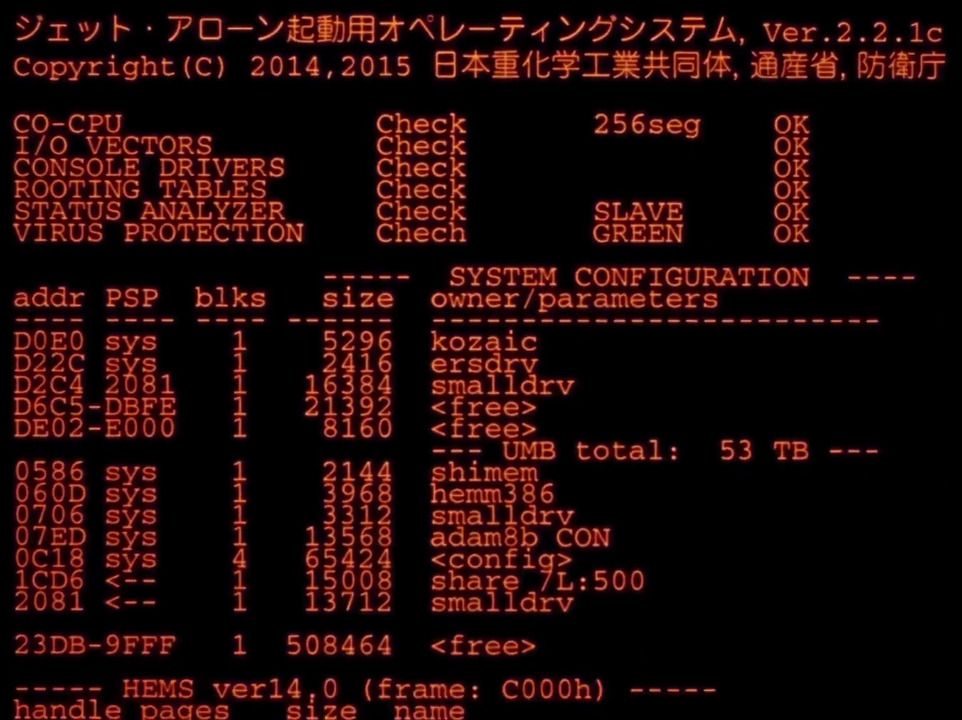 ジェット・アローン起動用オペレーティングシステム, Ver.2.2.1c
Copyright(C) 2014,2015 日本重化学工業共同体, 通産省, 防衛庁
CO-CPU Check 256seg OK
I/O VECTORS Check OK
CONSOLE DRIVERS Check OK
ROOTING TABLES Check OK
STATUS ANALYZER Check SLAVE OK
VIRUS PROTECTION Chech GREEN OK
----- SYSTEM CONFIGURATION ----
addr PSP blks size owner/parameters
---- ---- ---- ------ -------------------------
D0E0 sys 1 5296 kozaic
D22C sys 1 2416 ersdrv
D2C4 2081 1 16384 smalldrv
D6C5-DBFE 1 21392 <free>
DE02-E000 1 8160 <free>
--- UMB total: 53 TB ---
0586 sys 1 2144 shimem
060D sys 1 3968 hemm386
0706 sys 1 3312 smalldrv
07ED sys 1 13568 adam8b CON
0C18 sys 4 65424 <config>
1CD6 <-- 1 15008 share /L:500
2081 <-- 1 13712 smalldrv
23DB-9FFF 1 508464 <free>
----- HEMS ver14.0 (frame: C000h) -----
handle pages size name